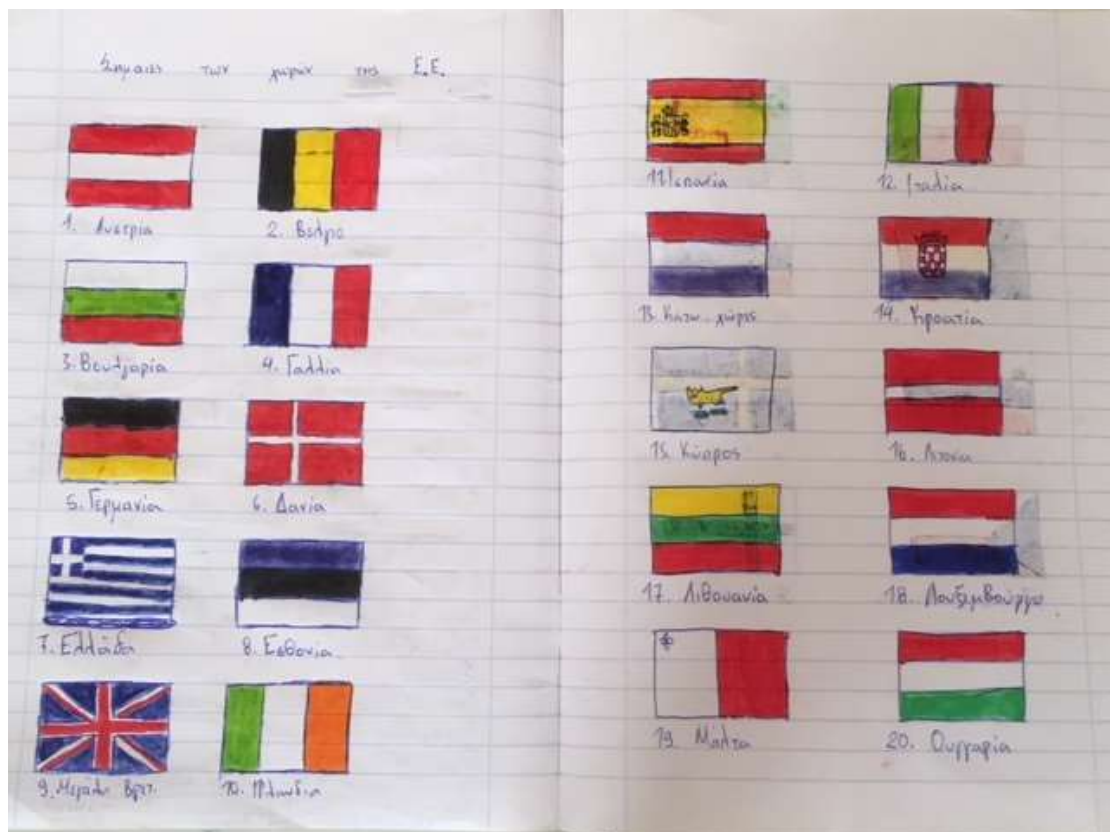 Σημαιες των χωρών της Ε.Ε.
1. Αυστρία
2. Βέλγιο
3. Βουλγαρία
4. Γαλλία
5. Γερμανία
6. Δανία
7. Ελλάδα
8. Εσθονία
9. Μεγάλη Βρετ.
10. Ιρλανδία
11. Ισπανία
12. Ιταλία
13. Κάτω χώρες
14. Κροατία
15. Κύπρος
16. Λετονία
17. Λιθουανία
18. Λουξεμβούργο
19. Μάλτα
20. Ουγγαρία